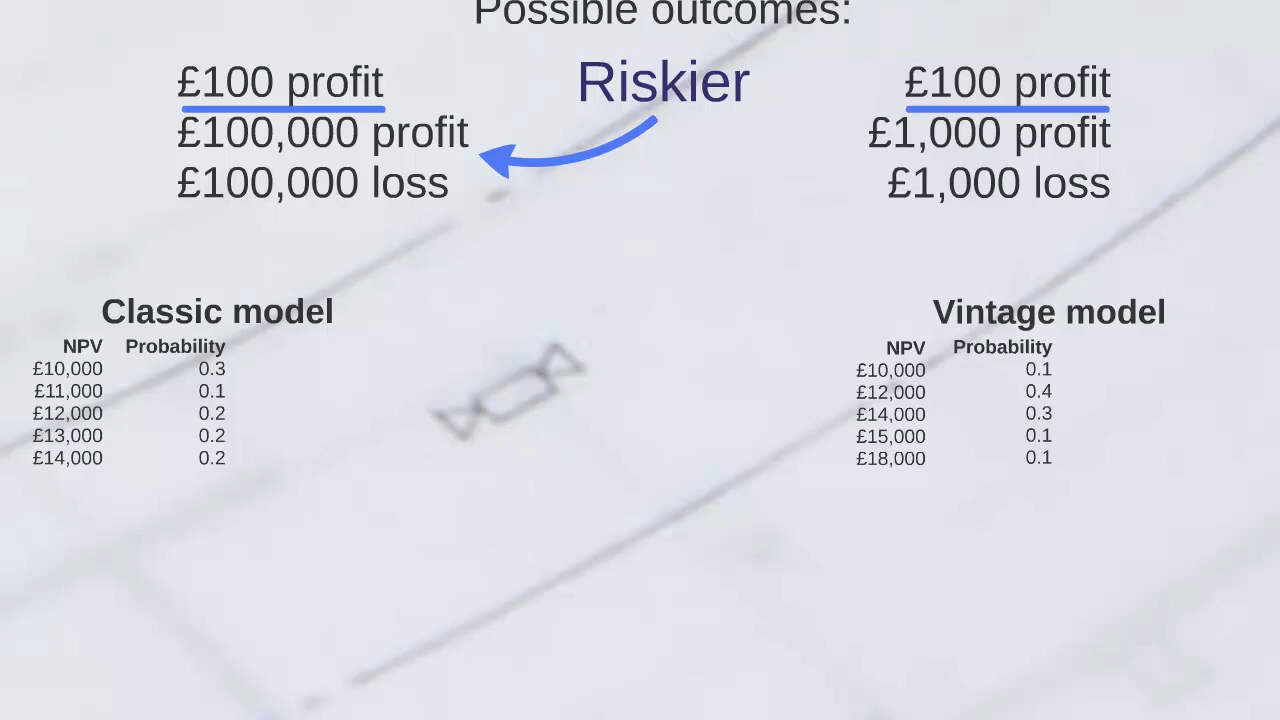 Possible outcomes:
£100 profit
£100,000 profit
£100,000 loss
Riskier
£100 profit
£1,000 profit
£1,000 loss
Classic model
NPV Probability
£10,000 0.3
£11,000 0.1
£12,000 0.2
£13,000 0.2
£14,000 0.2
Vintage model
NPV Probability
£10,000 0.1
£12,000 0.4
£14,000 0.3
£15,000 0.1
£18,000 0.1